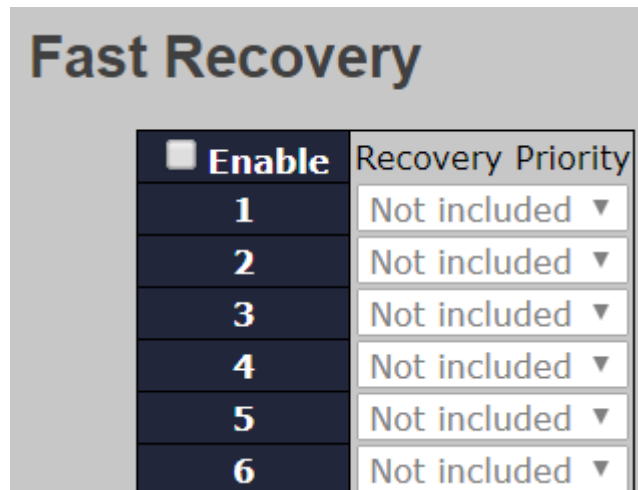 Fast Recovery
Enable Recovery Priority
1 Not included
2 Not included
3 Not included
4 Not included
5 Not included
6 Not included